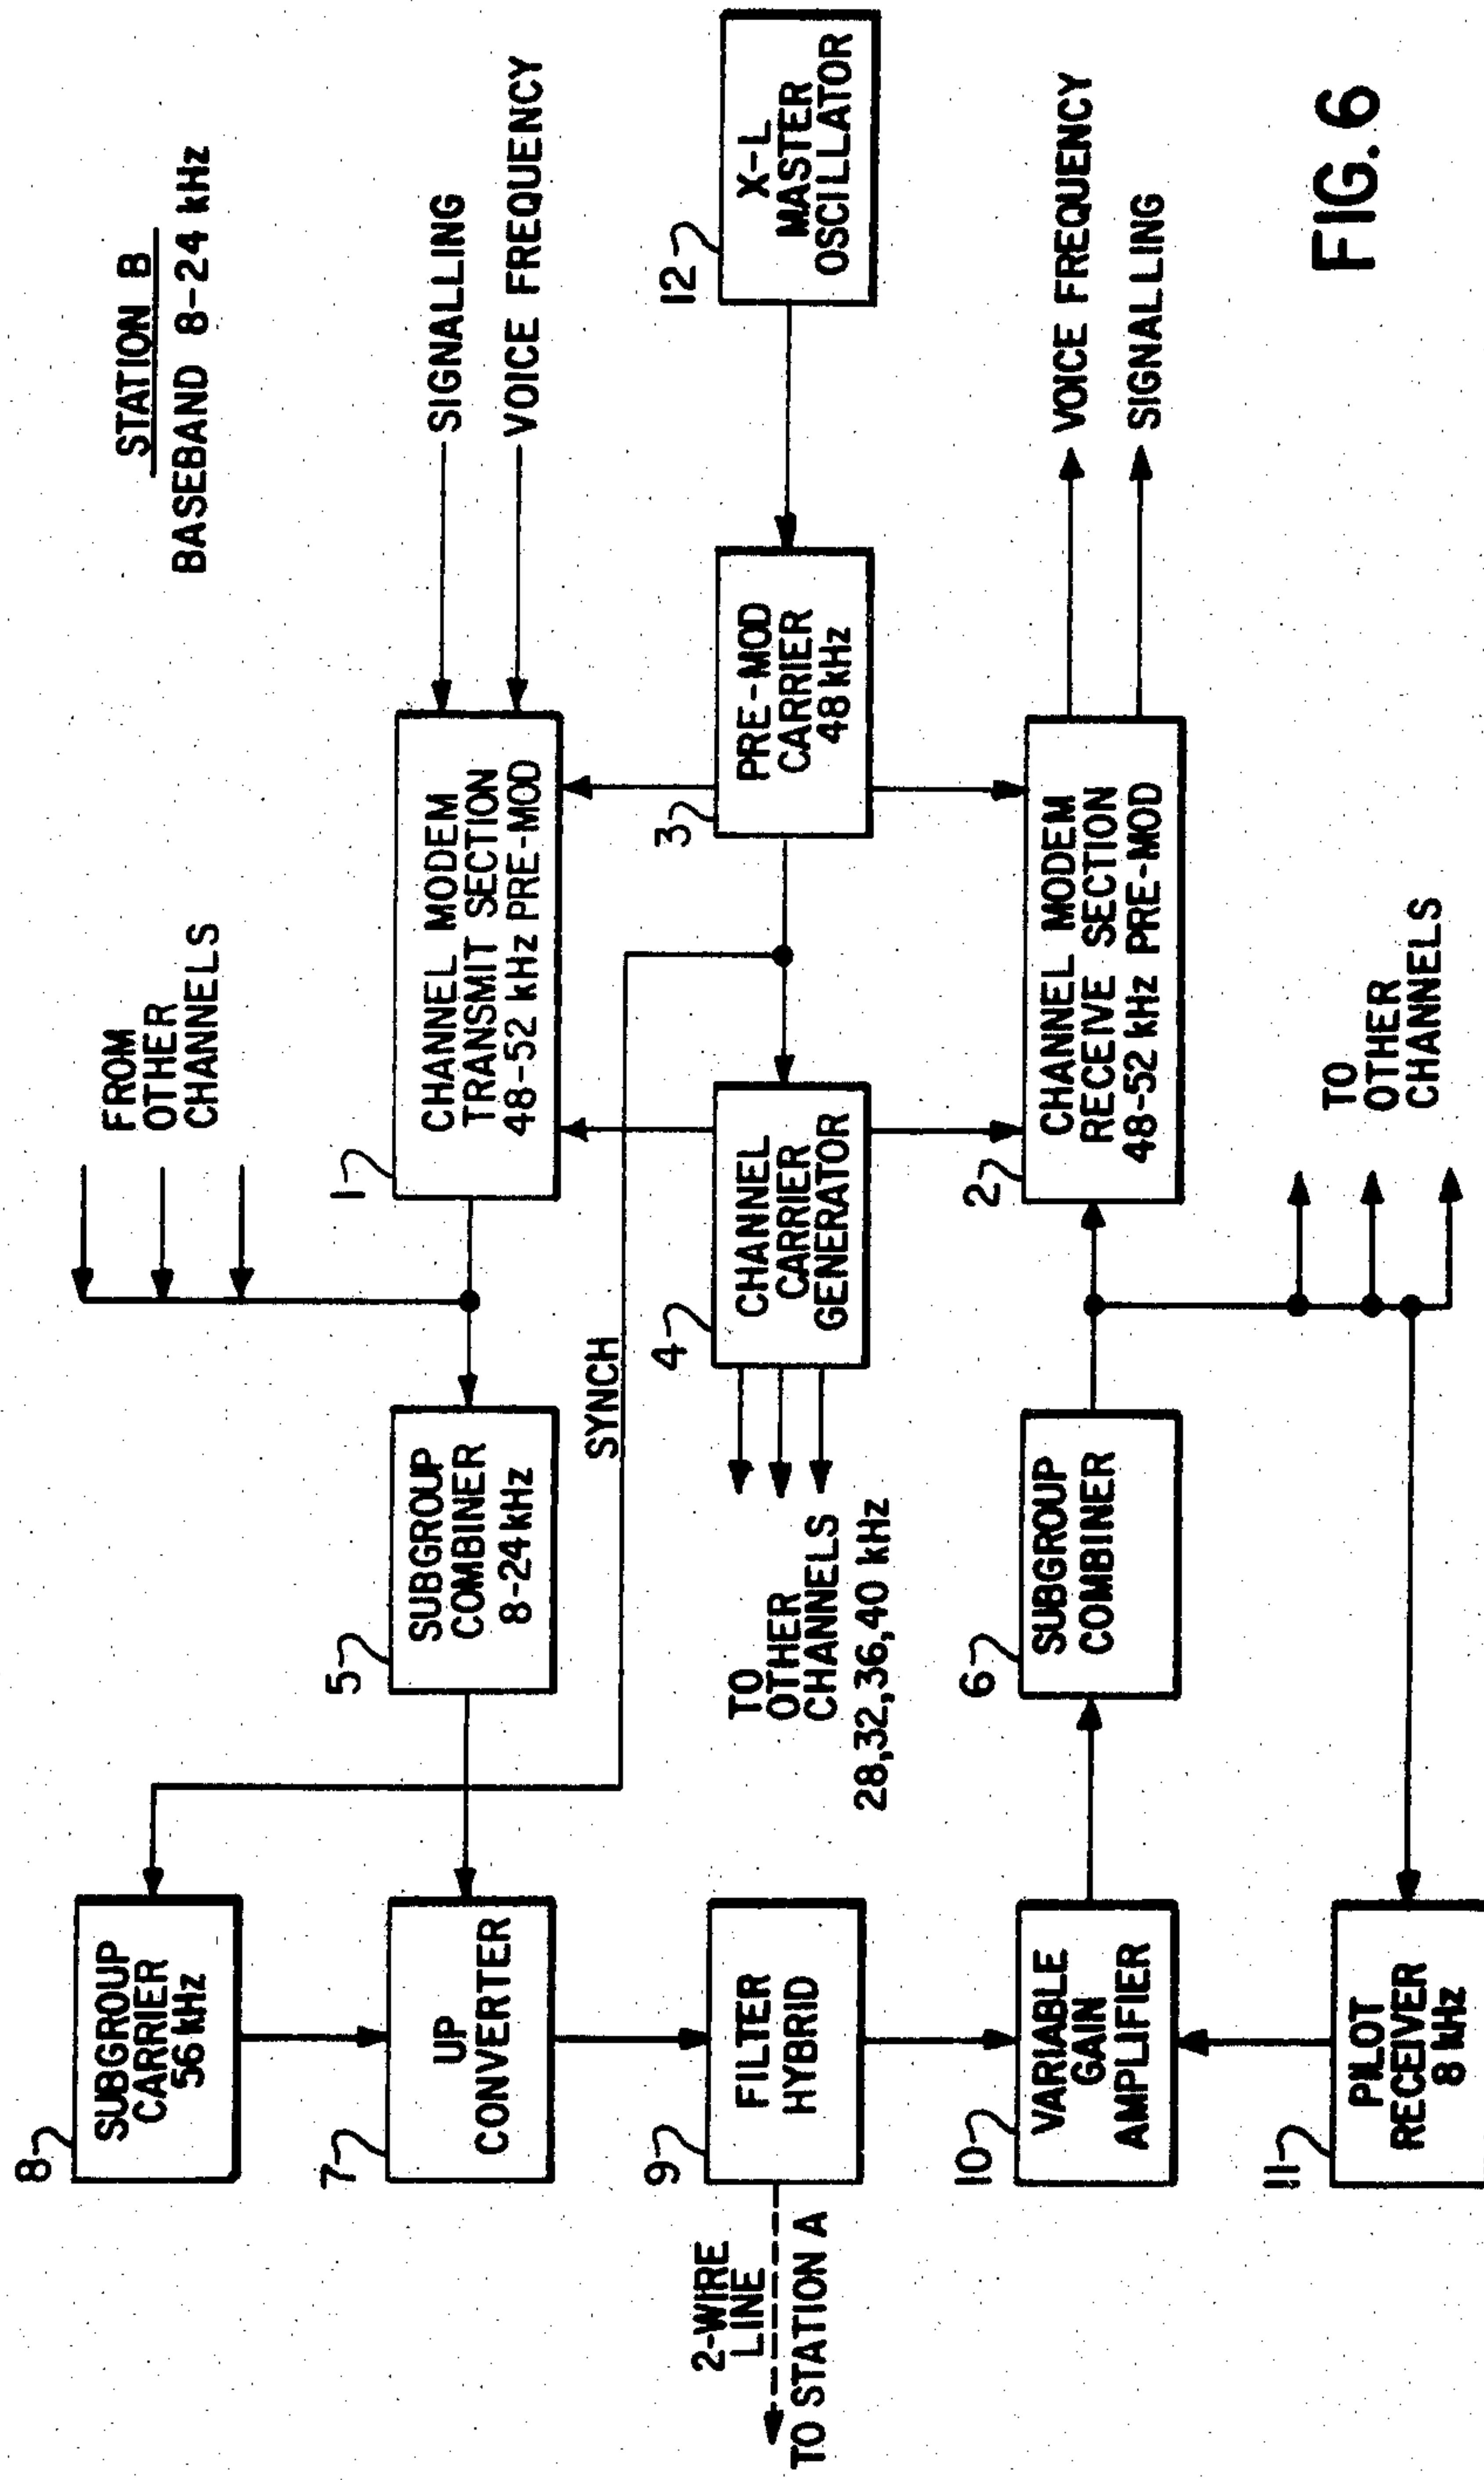 STATION B
BASEBAND 8-24 kHz
FROM
OTHER
CHANNELS
8
SUBGROUP
CARRIER
56 kHz
7
UP
CONVERTER
5
SUBGROUP
COMBINER
8-24 kHz
1
CHANNEL MODEM
TRANSMIT SECTION
48-52 kHz PRE-MOD
SIGNALLING
VOICE FREQUENCY
SYNCH
2-WIRE
LINE
TO STATION A
9
FILTER
HYBRID
TO
OTHER
CHANNELS
28,32,36,40 kHz
4
CHANNEL
CARRIER
GENERATOR
3
PRE-MOD
CARRIER
48 kHz
12
X-L
MASTER
OSCILLATOR
10
VARIABLE
GAIN
AMPLIFIER
6
SUBGROUP
COMBINER
2
CHANNEL MODEM
RECEIVE SECTION
48-52 kHz PRE-MOD
VOICE FREQUENCY
SIGNALLING
11
PILOT
RECEIVER
8 kHz
TO
OTHER
CHANNELS
FIG. 6